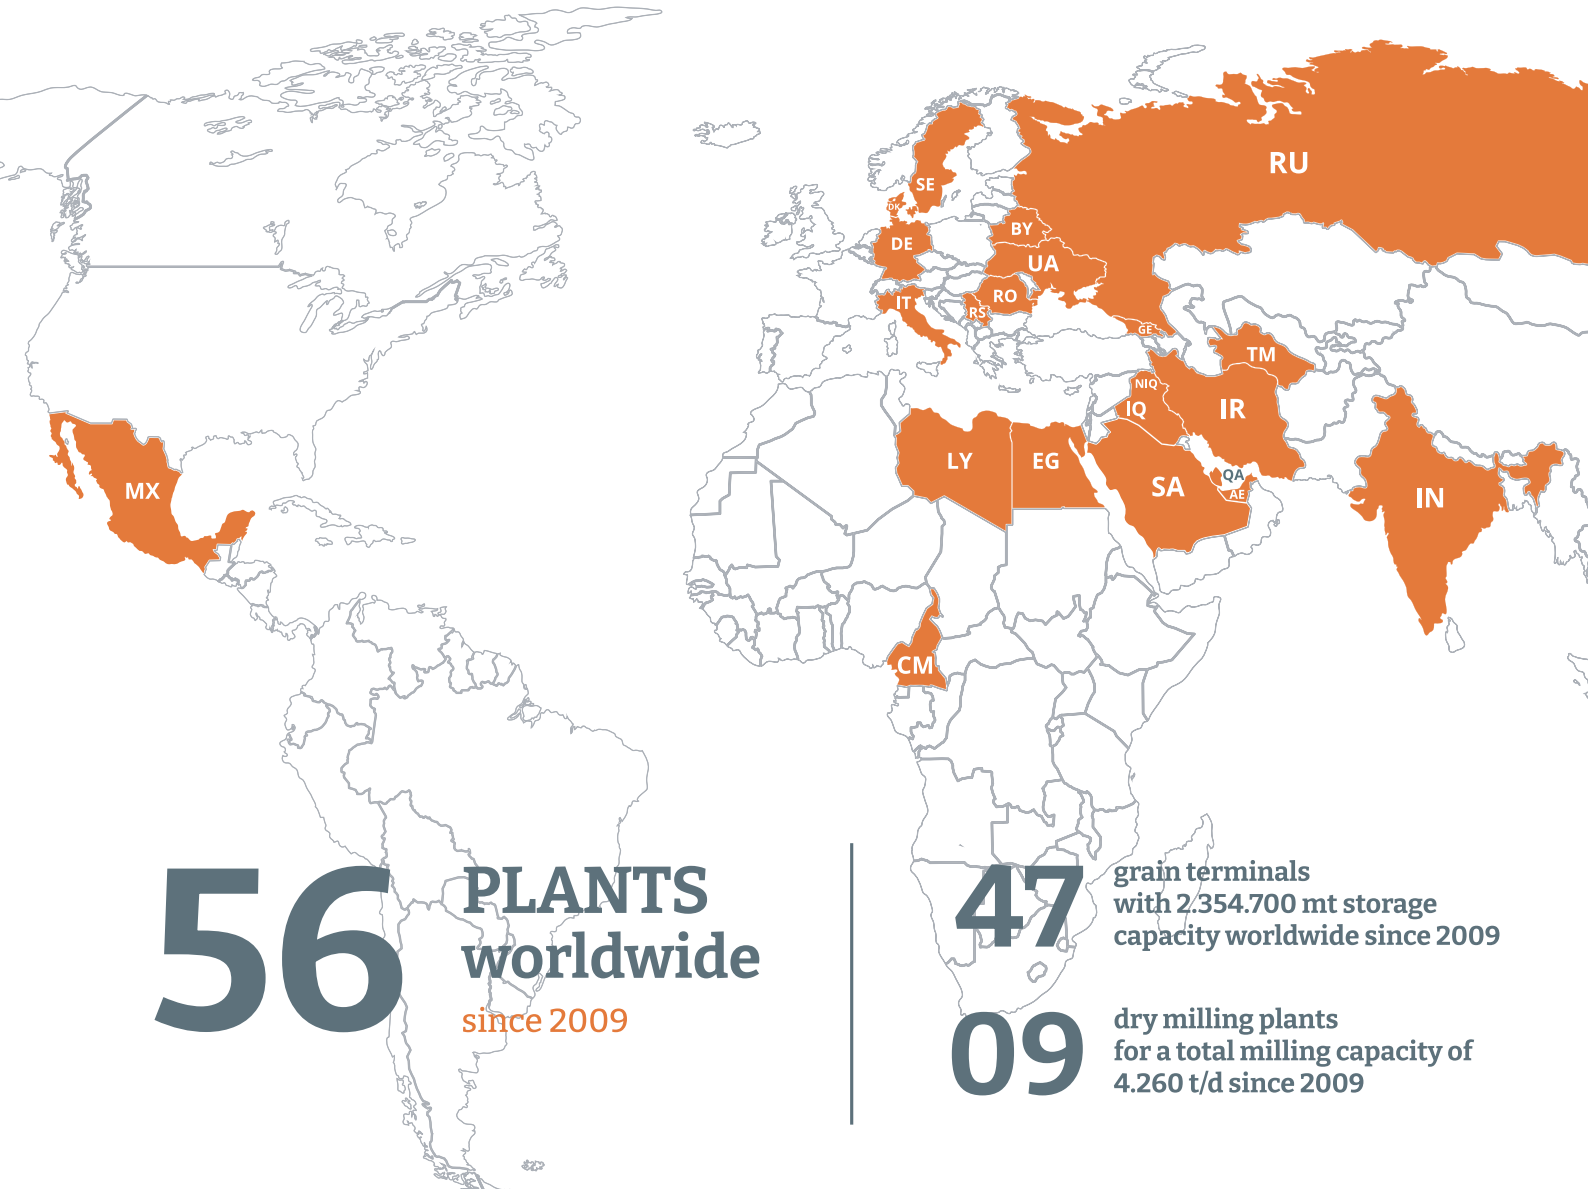 RU
SE
DK
BY
DE
UA
RO
IT
RS
GE
TM
NIQ
IQ
IR
LY
EG
QA
SA
AE
MX
IN
CM
56
PLANTS
worldwide
since 2009
47
grain terminals
with 2.354.700 mt storage
capacity worldwide since 2009
09
dry milling plants
for a total milling capacity of
4.260 t/d since 2009